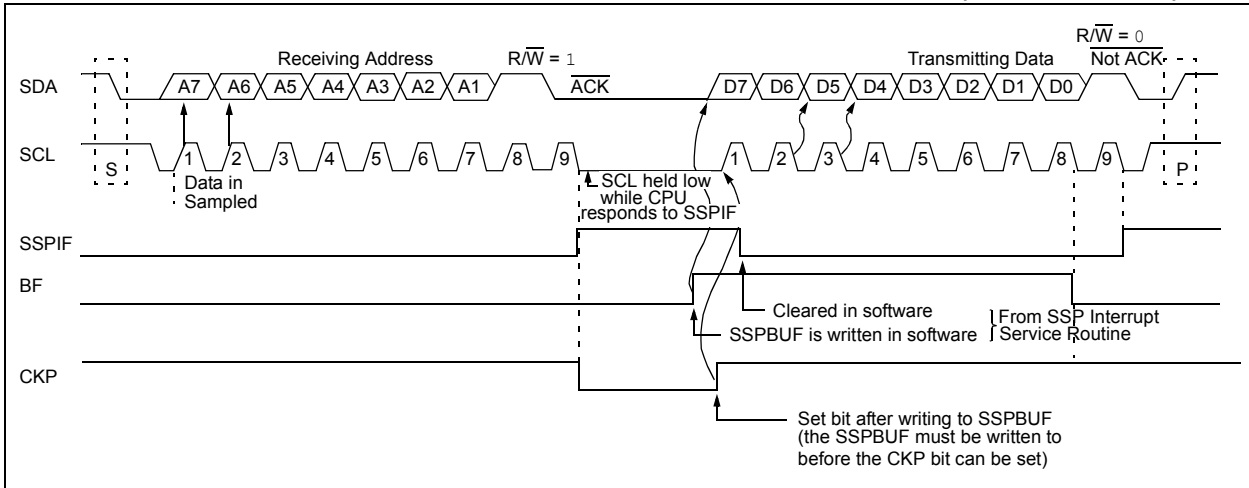 R/W = 0
Receiving Address R/W = 1 Transmitting Data Not ACK
SDA A7 A6 A5 A4 A3 A2 A1 ACK D7 D6 D5 D4 D3 D2 D1 D0
SCL 1 2 3 4 5 6 7 8 9 1 2 3 4 5 6 7 8 9
S P
Data in
Sampled
SCL held low
while CPU
responds to SSPIF
SSPIF
BF
Cleared in software
SSPBUF is written in software
From SSP Interrupt
Service Routine
CKP
Set bit after writing to SSPBUF
(the SSPBUF must be written to
before the CKP bit can be set)